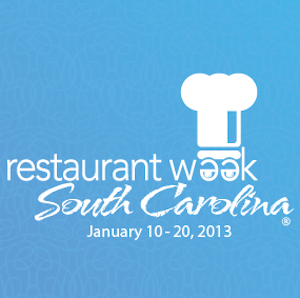 restaurant week
South Carolina®
January 10 - 20, 2013